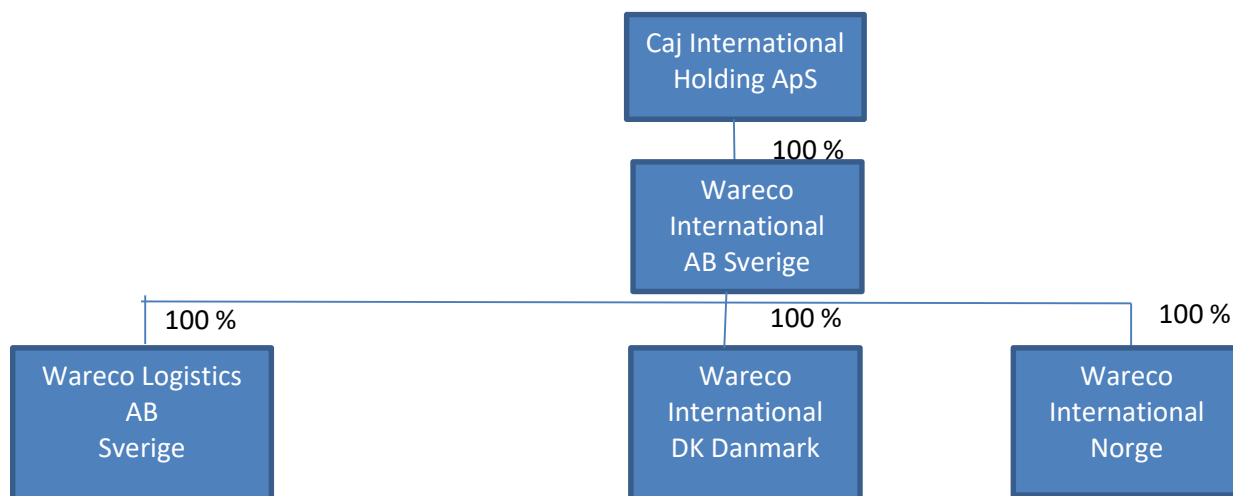 Caj International
Holding ApS
100 %
Wareco
International
AB Sverige
100 %
100 %
100 %
Wareco Logistics
AB
Sverige
Wareco
International
DK Danmark
Wareco
International
Norge